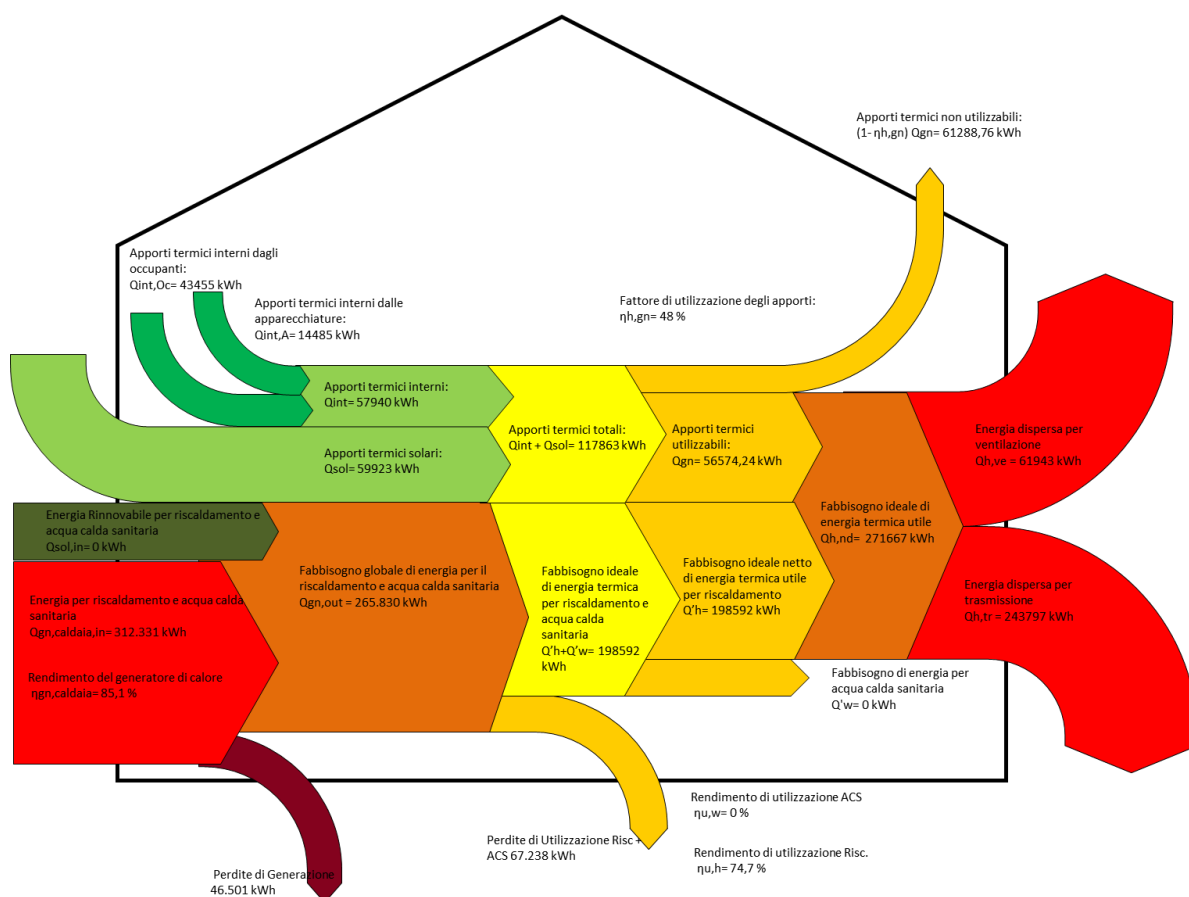 Apporti termici non utilizzabili:
(1- ηh,gn) Qgn= 61288,76 kWh
Apporti termici interni dagli
occupanti:
Qint,Oc= 43455 kWh
Apporti termici interni dalle
apparecchiature:
Qint,A= 14485 kWh
Fattore di utilizzazione degli apporti:
ηh,gn= 48 %
Apporti termici interni:
Qint= 57940 kWh
Apporti termici solari:
Qsol= 59923 kWh
Apporti termici totali:
Qint + Qsol= 117863 kWh
Apporti termici
utilizzabili:
Qgn= 56574,24 kWh
Energia dispersa per
ventilazione
Qh,ve = 61943 kWh
Energia Rinnovabile per riscaldamento e
acqua calda sanitaria
Qsol,in= 0 kWh
Energia per riscaldamento e acqua calda
sanitaria
Qgn,caldaia,in= 312.331 kWh
Rendimento del generatore di calore
ηgn,caldaia= 85,1 %
Fabbisogno globale di energia per il
riscaldamento e acqua calda sanitaria
Qgn,out = 265.830 kWh
Fabbisogno ideale
di energia termica
per riscaldamento e
acqua calda
sanitaria
Q'h+Q'w= 198592
kWh
Fabbisogno ideale netto
di energia termica utile
per riscaldamento
Q'h= 198592 kWh
Fabbisogno ideale di
energia termica utile
Qh,nd= 271667 kWh
Energia dispersa per
trasmissione
Qh,tr = 243797 kWh
Fabbisogno di energia per
acqua calda sanitaria
Q'w= 0 kWh
Perdite di Generazione
46.501 kWh
Perdite di Utilizzazione Risc +
ACS 67.238 kWh
Rendimento di utilizzazione ACS
ηu,w= 0 %
Rendimento di utilizzazione Risc.
ηu,h= 74,7 %